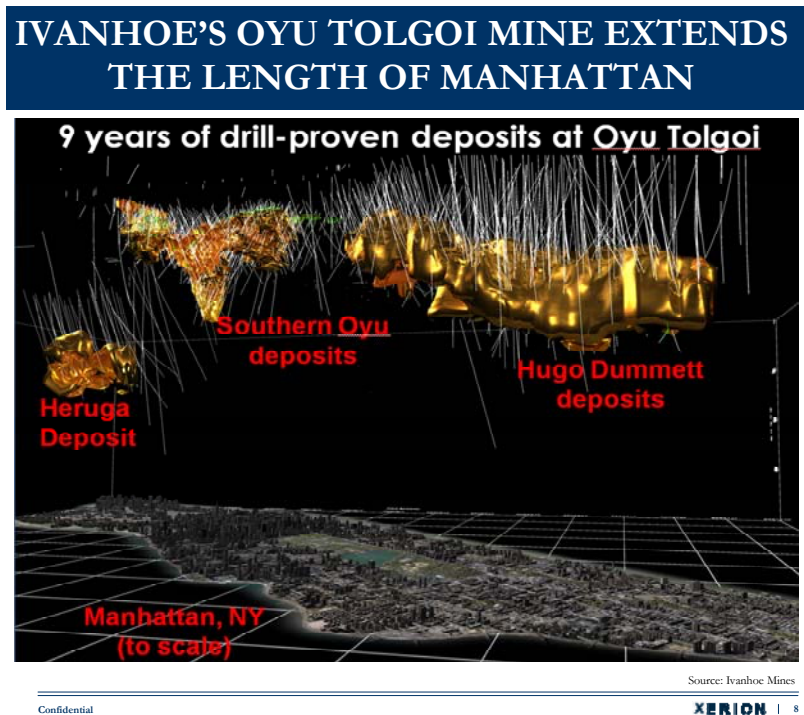 IVANHOE'S OYU TOLGOI MINE EXTENDS
THE LENGTH OF MANHATTAN
9 years of drill-proven deposits at Oyu Tolgoi
Southern Oyu
deposits
Hugo Dummett
deposits
Heruga
Deposit
Manhattan, NY
(to scale)
Source: Ivanhoe Mines
Confidential
XERION | 8